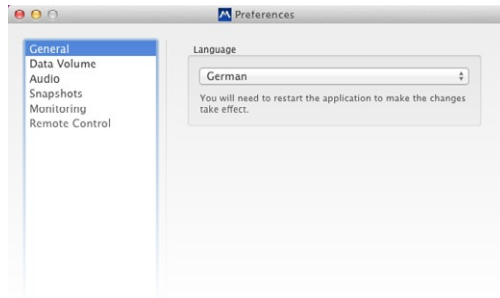 Preferences
General
Data Volume
Audio
Snapshots
Monitoring
Remote Control
Language
German
You will need to restart the application to make the changes
take effect.